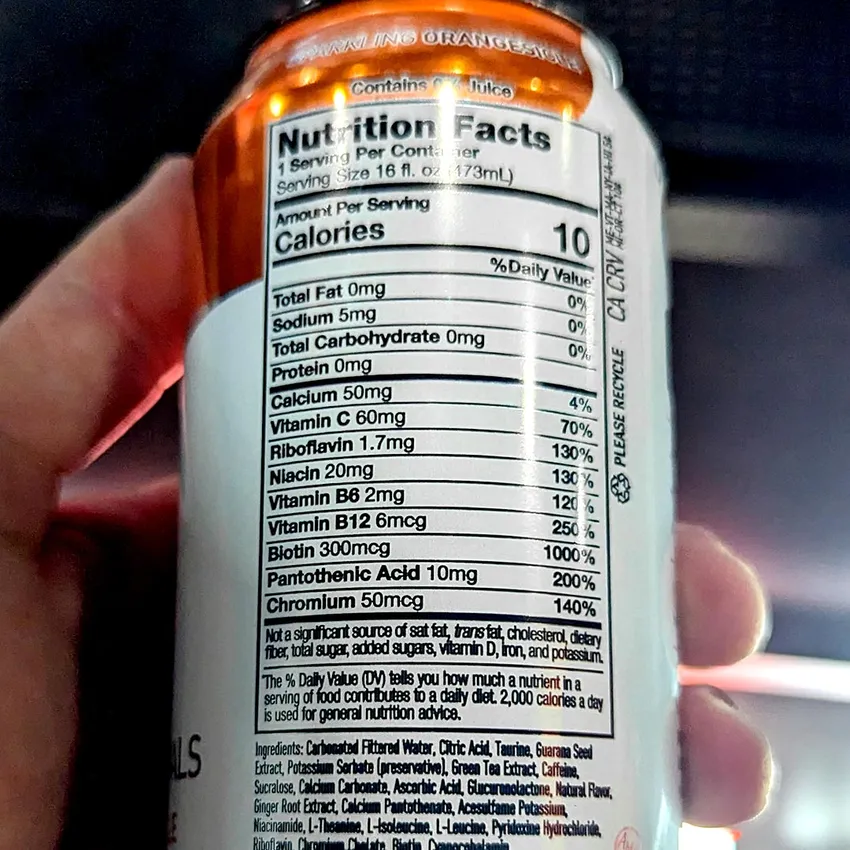 SPARKLING ORANGESICLE
Contains 0% Juice
Nutrition Facts
1 Serving Per Container
Serving Size 16 fl. oz (473mL)
Amount Per Serving
Calories 10
%Daily Value*
Total Fat 0mg 0%
Sodium 5mg 0%
Total Carbohydrate 0mg 0%
Protein 0mg
Calcium 50mg 4%
Vitamin C 60mg 70%
Riboflavin 1.7mg 130%
Niacin 20mg 130%
Vitamin B6 2mg 120%
Vitamin B12 6mcg 250%
Biotin 300mcg 1000%
Pantothenic Acid 10mg 200%
Chromium 50mcg 140%
Not a significant source of sat fat, trans fat, cholesterol, dietary
fiber, total sugar, added sugars, vitamin D, Iron, and potassium.
*The % Daily Value (DV) tells you how much a nutrient in a
serving of food contributes to a daily diet. 2,000 calories a day
is used for general nutrition advice.
Ingredients: Carbonated Filtered Water, Citric Acid, Taurine, Guarana Seed
Extract, Potassium Sorbate (preservative), Green Tea Extract, Caffeine,
Sucralose, Calcium Carbonate, Ascorbic Acid, Glucuronolactone, Natural Flavor,
Ginger Root Extract, Calcium Pantothenate, Acesulfame Potassium,
Niacinamide, L-Theanine, L-Isoleucine, L-Leucine, Pyridoxine Hydrochloride,
Riboflavin, Chromium Chelate, Biotin, Cyanocobalamin
PLEASE RECYCLE CA CRV
ALS